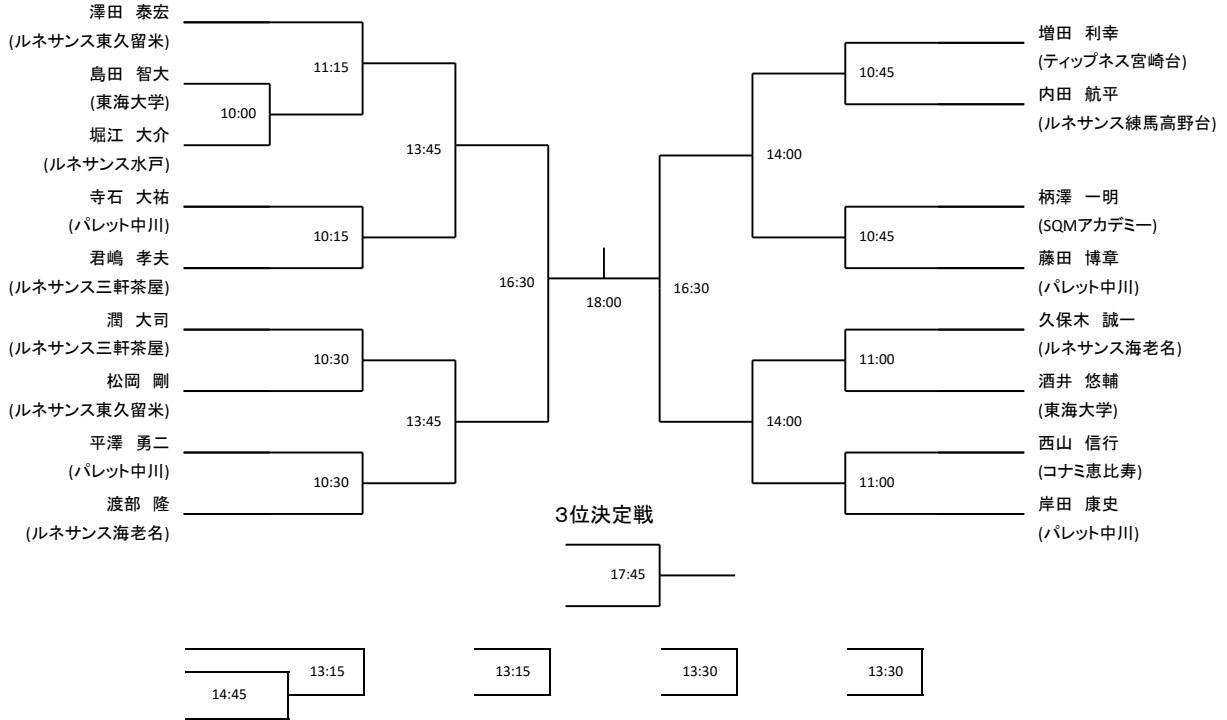 澤田　泰宏
(ルネサンス東久留米)
11:15
島田　智大
(東海大学)
10:00
堀江　大介
(ルネサンス水戸)
13:45
寺石　大祐
(パレット中川)
10:15
君嶋　孝夫
(ルネサンス三軒茶屋)
16:30
潤　大司
(ルネサンス三軒茶屋)
10:30
松岡　剛
(ルネサンス東久留米)
13:45
平澤　勇二
(パレット中川)
10:30
渡部　隆
(ルネサンス海老名)
18:00
増田　利幸
(ティップネス宮崎台)
10:45
内田　航平
(ルネサンス練馬高野台)
14:00
柄澤　一明
(SQMアカデミー)
10:45
藤田　博章
(パレット中川)
16:30
久保木　誠一
(ルネサンス海老名)
11:00
酒井　悠輔
(東海大学)
14:00
西山　信行
(コナミ恵比寿)
11:00
岸田　康史
(パレット中川)
3位決定戦
17:45
13:15
14:45
13:15
13:30
13:30